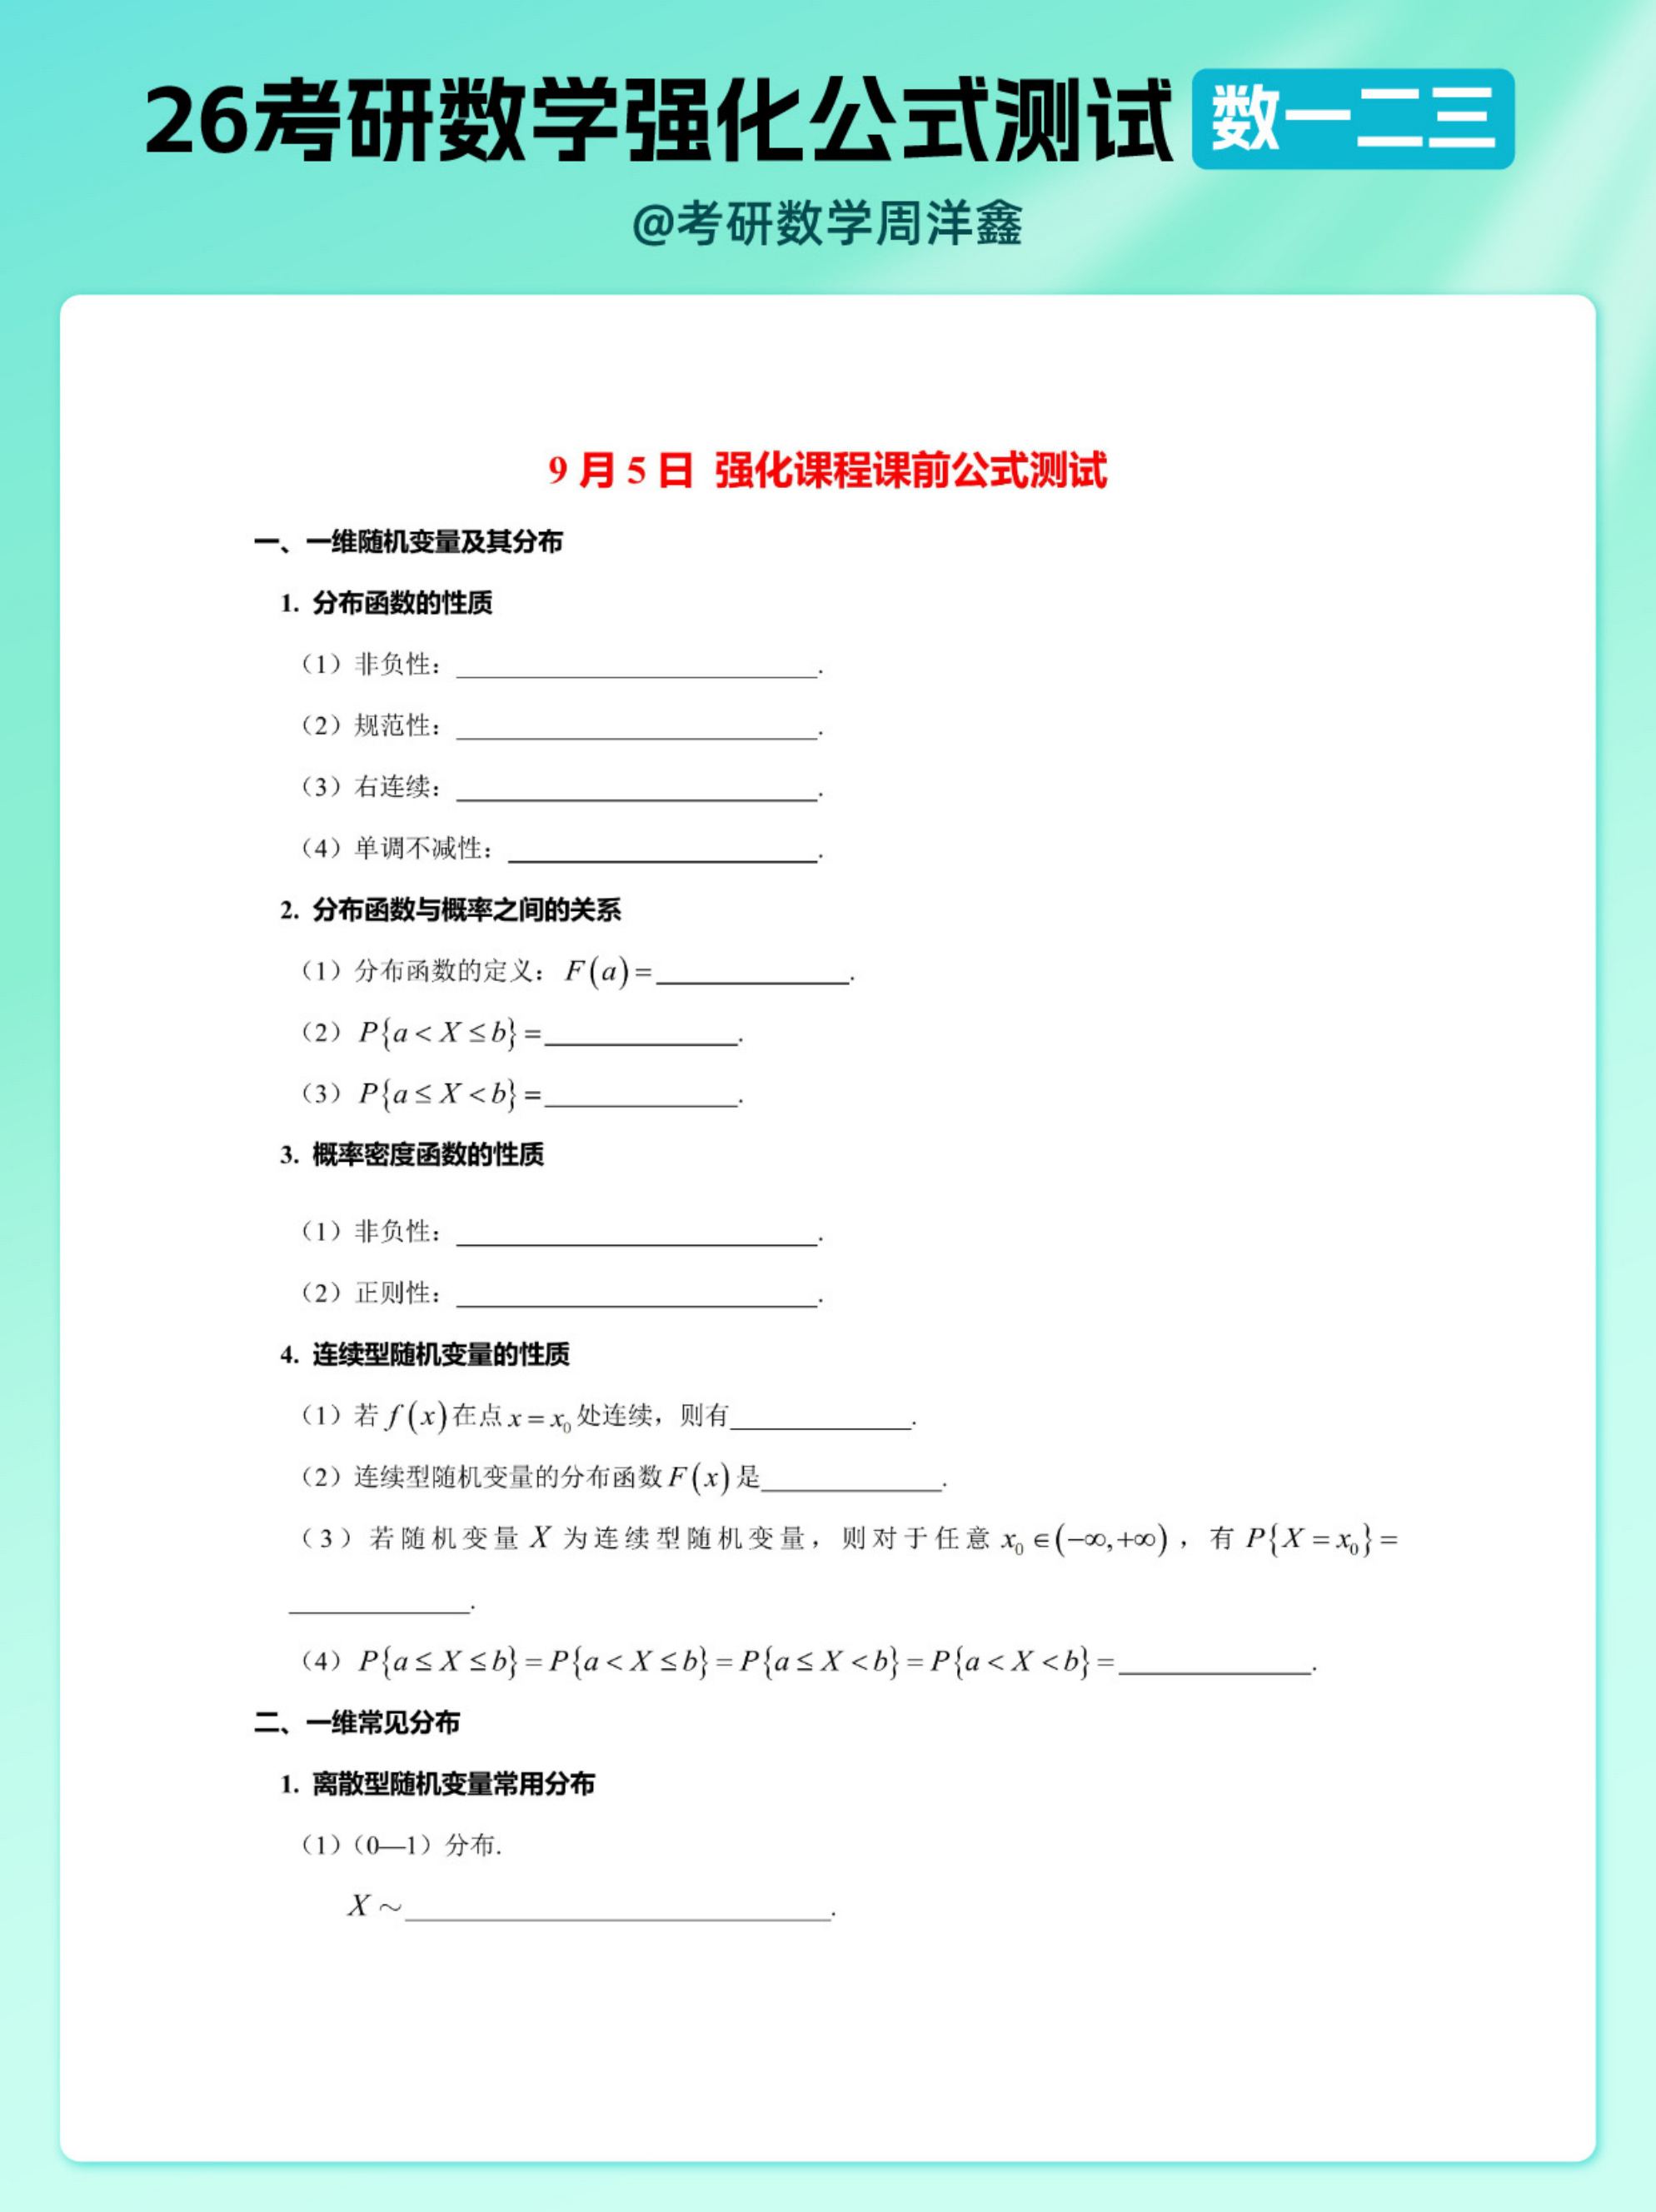 26考研数学强化公式测试 数一二三
@考研数学周洋鑫
9月5日 强化课程课前公式测试
一、一维随机变量及其分布
1. 分布函数的性质
（1）非负性：______________.
（2）规范性：______________.
（3）右连续：______________.
（4）单调不减性：____________.
2. 分布函数与概率之间的关系
（1）分布函数的定义：F(a)=________.
（2）P{a<X≤b}=________.
（3）P{a≤X<b}=________.
3. 概率密度函数的性质
（1）非负性：______________.
（2）正则性：______________.
4. 连续型随机变量的性质
（1）若f(x)在点x=x₀处连续，则有_______.
（2）连续型随机变量的分布函数F(x)是_______.
（3）若随机变量X为连续型随机变量，则对于任意x₀∈(−∞,+∞)，有P{X=x₀}=
_______.
（4）P{a≤X≤b}=P{a<X≤b}=P{a≤X<b}=P{a<X<b}=________.
二、一维常见分布
1. 离散型随机变量常用分布
（1）（0—1）分布.
X~________________.